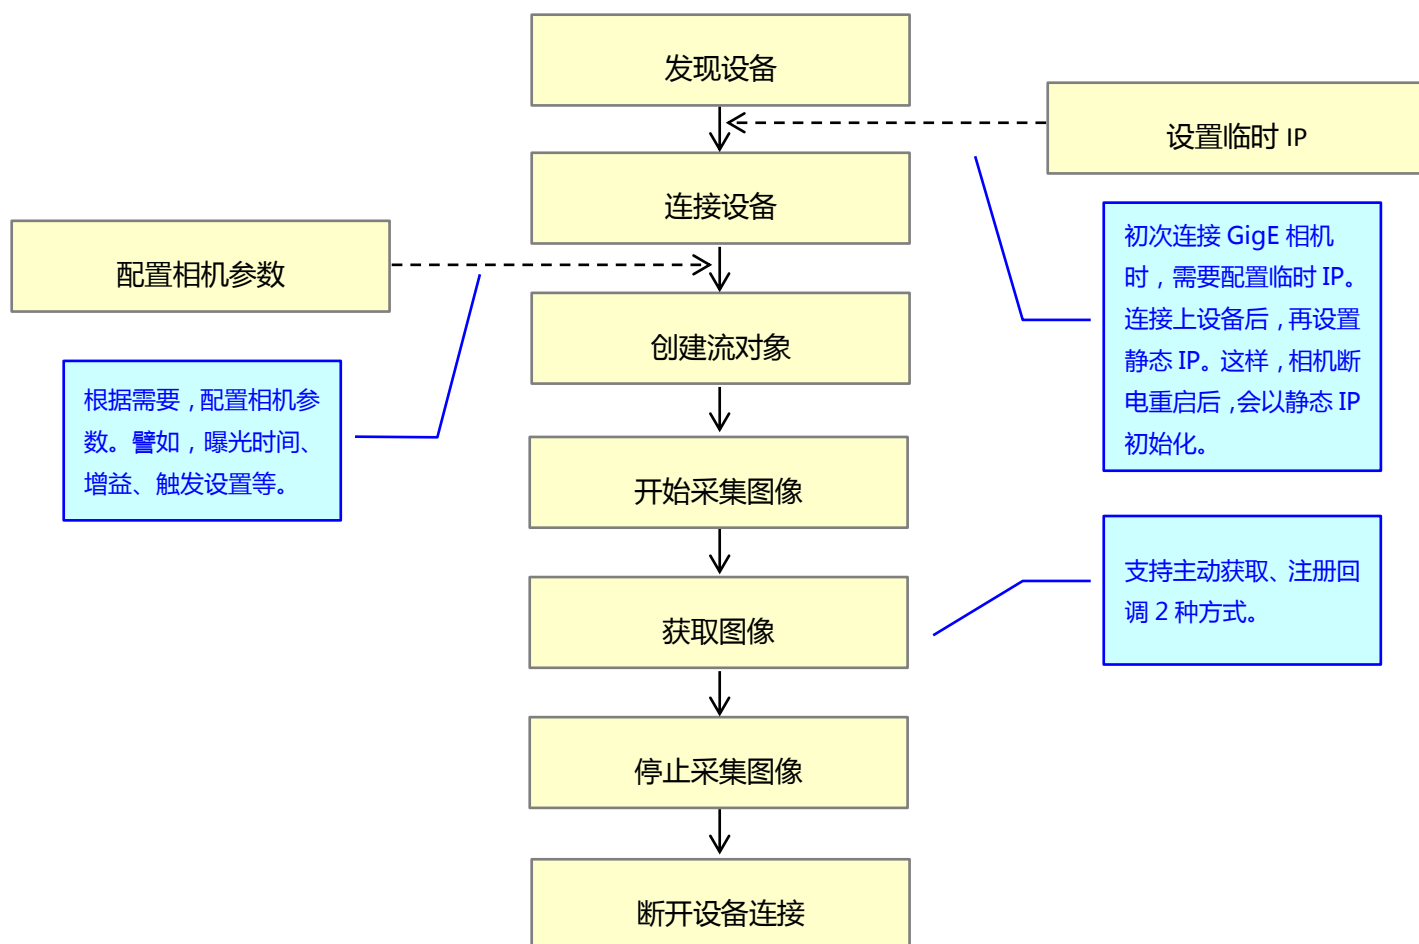 发现设备
设置临时 IP
连接设备
初次连接 GigE 相机
时，需要配置临时 IP。
连接上设备后，再设置
静态 IP。这样，相机断
电重启后，会以静态 IP
初始化。
配置相机参数
创建流对象
根据需要，配置相机参
数。譬如，曝光时间、
增益、触发设置等。
开始采集图像
支持主动获取、注册回
调 2 种方式。
获取图像
停止采集图像
断开设备连接